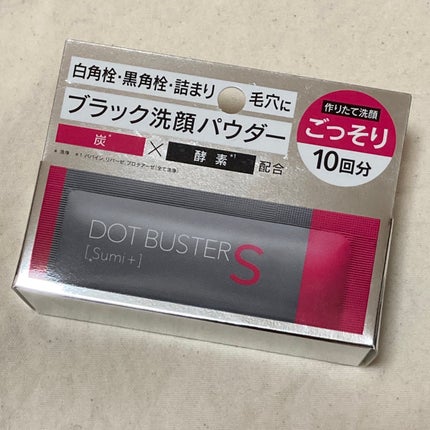 白角栓・黒角栓・詰まり 毛穴に
ブラック洗顔パウダー
炭* × 酵素*¹ 配合
作りたて洗顔
ごっそり
10回分
DOT BUSTER S
[Sumi+]